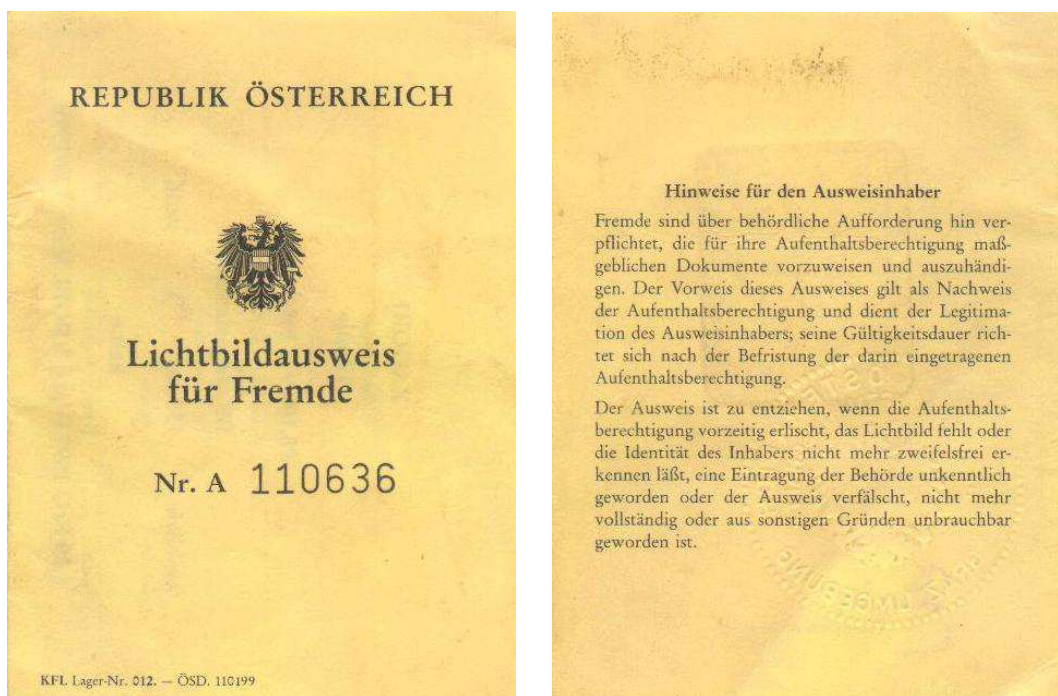 REPUBLIK ÖSTERREICH
Lichtbildausweis
für Fremde
Nr. A 110636
KFL Lager-Nr. 012. — ÖSD. 110199
Hinweise für den Ausweisinhaber
Fremde sind über behördliche Aufforderung hin ver-
pflichtet, die für ihre Aufenthaltsberechtigung maß-
geblichen Dokumente vorzuweisen und auszuhändi-
gen. Der Vorweis dieses Ausweises gilt als Nachweis
der Aufenthaltsberechtigung und dient der Legitima-
tion des Ausweisinhabers; seine Gültigkeitsdauer rich-
tet sich nach der Befristung der darin eingetragenen
Aufenthaltsberechtigung.
Der Ausweis ist zu entziehen, wenn die Aufenthalts-
berechtigung vorzeitig erlischt, das Lichtbild fehlt oder
die Identität des Inhabers nicht mehr zweifelsfrei er-
kennen läßt, eine Eintragung der Behörde unkenntlich
geworden oder der Ausweis verfälscht, nicht mehr
vollständig oder aus sonstigen Gründen unbrauchbar
geworden ist.
UMGEBUNG